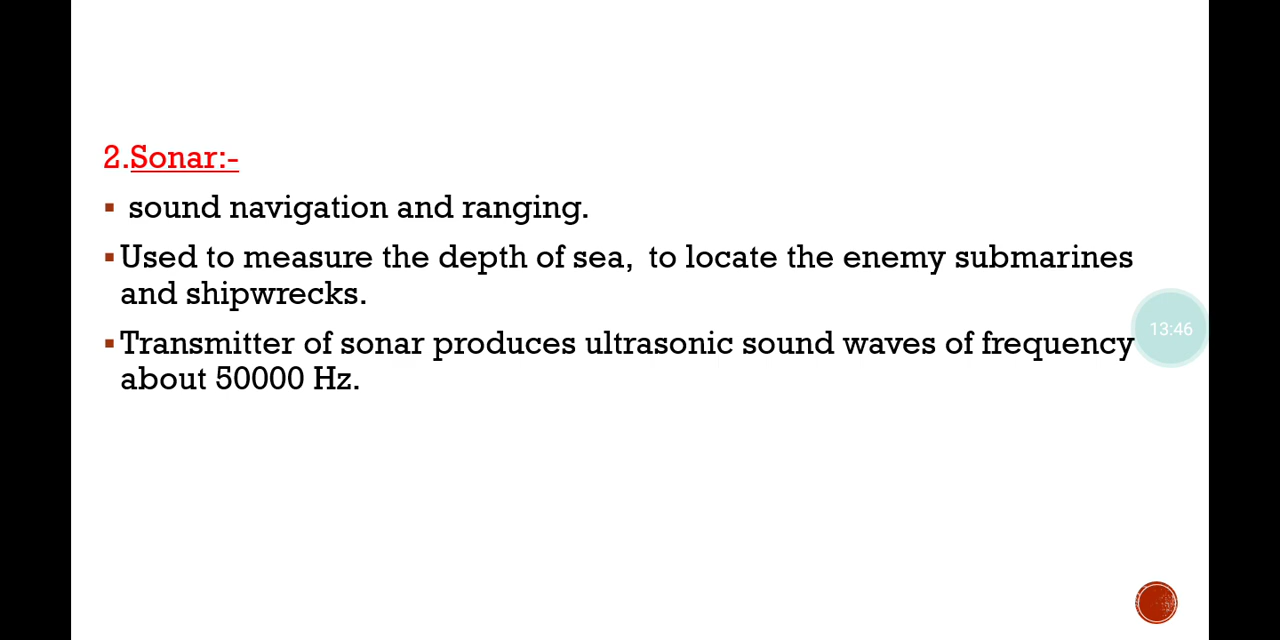 2.Sonar:-
▪ sound navigation and ranging.
▪Used to measure the depth of sea,  to locate the enemy submarines
and shipwrecks.
▪Transmitter of sonar produces ultrasonic sound waves of frequency
about 50000 Hz.
13:46